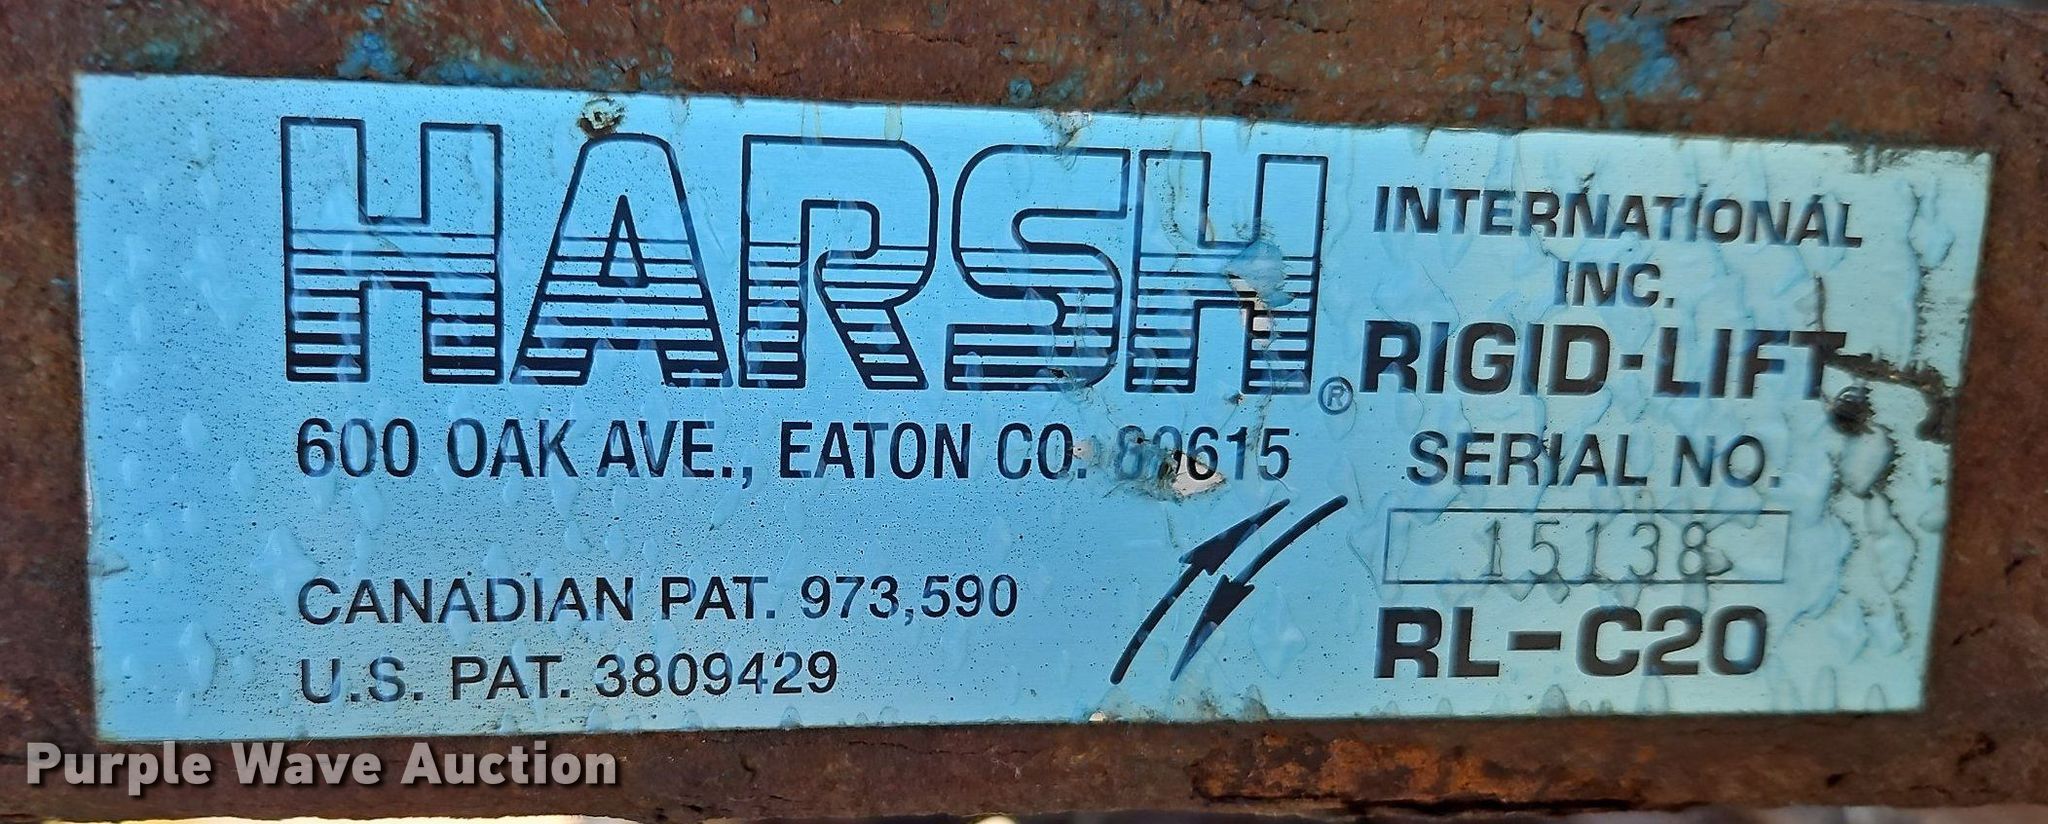 HARSH®
600 OAK AVE., EATON CO. 80615
CANADIAN PAT. 973,590
U.S. PAT. 3809429
INTERNATIONAL
INC.
RIGID-LIFT
SERIAL NO.
15138
RL-C20
Purple Wave Auction